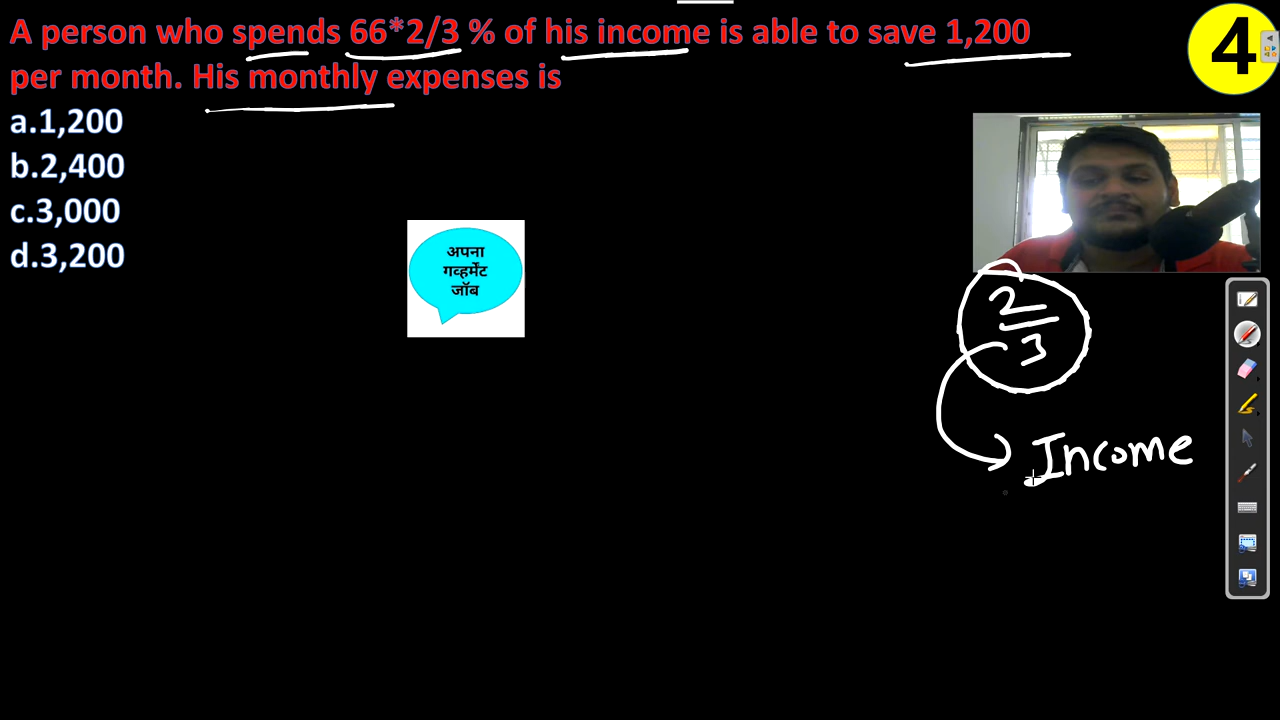 A person who spends 66*2/3 % of his income is able to save 1,200
per month. His monthly expenses is
4
a.1,200
b.2,400
c.3,000
d.3,200
अपना
गव्हर्मेंट
जॉब
2
3
Income